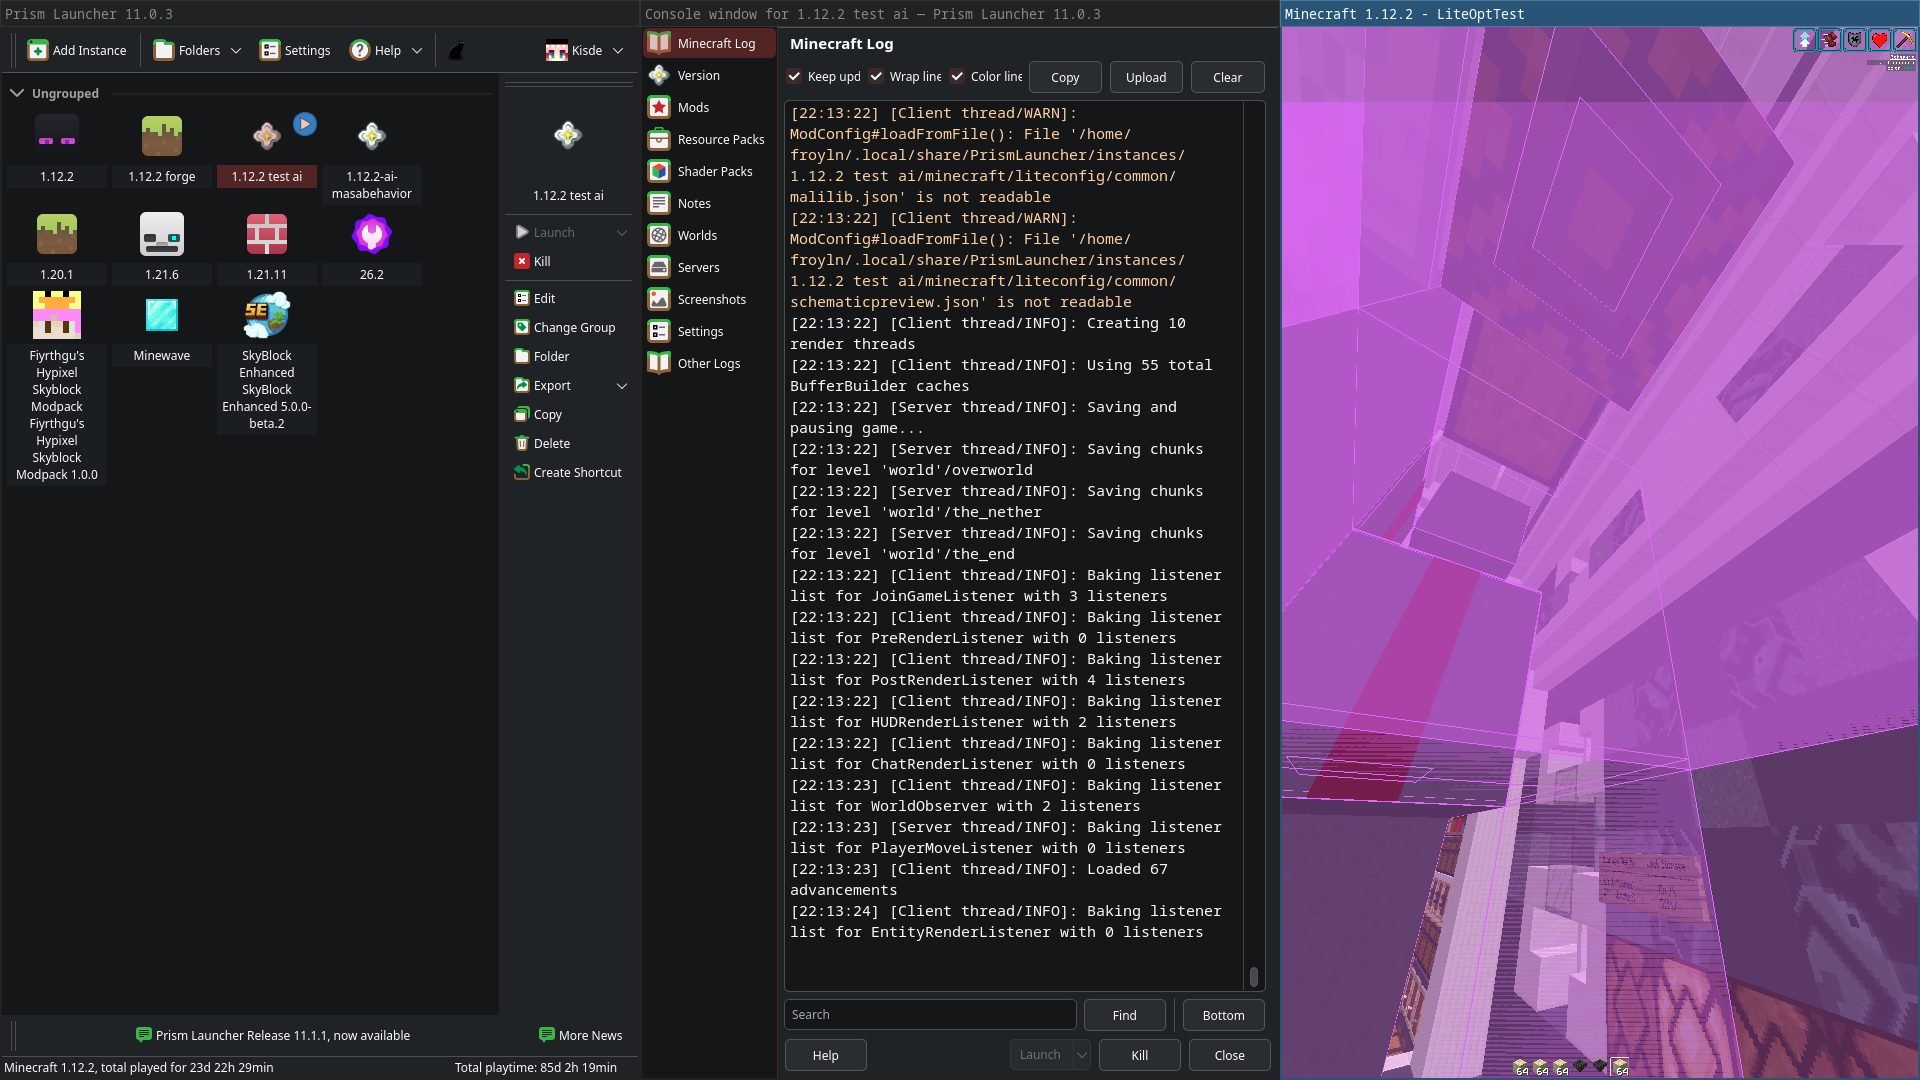 Prism Launcher 11.0.3
Add Instance
Folders
Settings
Help
Kisde
Ungrouped
1.12.2
1.12.2 forge
1.12.2 test ai
1.12.2-ai-
masabehavior
1.20.1
1.21.6
1.21.11
26.2
Fiyrthgu's
Hypixel
Skyblock
Modpack
Fiyrthgu's
Hypixel
Skyblock
Modpack 1.0.0
Minewave
SkyBlock
Enhanced
SkyBlock
Enhanced 5.0.0-
beta.2
1.12.2 test ai
Launch
Kill
Edit
Change Group
Folder
Export
Copy
Delete
Create Shortcut
Prism Launcher Release 11.1.1, now available
More News
Minecraft 1.12.2, total played for 23d 22h 29min
Total playtime: 85d 2h 19min
Console window for 1.12.2 test ai — Prism Launcher 11.0.3
Minecraft Log
Version
Mods
Resource Packs
Shader Packs
Notes
Worlds
Servers
Screenshots
Settings
Other Logs
Minecraft Log
Keep upd
Wrap line
Color line
Copy
Upload
Clear
[22:13:22] [Client thread/WARN]:
ModConfig#loadFromFile(): File '/home/
froyln/.local/share/PrismLauncher/instances/
1.12.2 test ai/minecraft/liteconfig/common/
malilib.json' is not readable
[22:13:22] [Client thread/WARN]:
ModConfig#loadFromFile(): File '/home/
froyln/.local/share/PrismLauncher/instances/
1.12.2 test ai/minecraft/liteconfig/common/
schematicpreview.json' is not readable
[22:13:22] [Client thread/INFO]: Creating 10
render threads
[22:13:22] [Client thread/INFO]: Using 55 total
BufferBuilder caches
[22:13:22] [Server thread/INFO]: Saving and
pausing game...
[22:13:22] [Server thread/INFO]: Saving chunks
for level 'world'/overworld
[22:13:22] [Server thread/INFO]: Saving chunks
for level 'world'/the_nether
[22:13:22] [Server thread/INFO]: Saving chunks
for level 'world'/the_end
[22:13:22] [Client thread/INFO]: Baking listener
list for JoinGameListener with 3 listeners
[22:13:22] [Client thread/INFO]: Baking listener
list for PreRenderListener with 0 listeners
[22:13:22] [Client thread/INFO]: Baking listener
list for PostRenderListener with 4 listeners
[22:13:22] [Client thread/INFO]: Baking listener
list for HUDRenderListener with 2 listeners
[22:13:22] [Client thread/INFO]: Baking listener
list for ChatRenderListener with 0 listeners
[22:13:23] [Client thread/INFO]: Baking listener
list for WorldObserver with 2 listeners
[22:13:23] [Server thread/INFO]: Baking listener
list for PlayerMoveListener with 0 listeners
[22:13:23] [Client thread/INFO]: Loaded 67
advancements
[22:13:24] [Client thread/INFO]: Baking listener
list for EntityRenderListener with 0 listeners
Search
Find
Bottom
Help
Launch
Kill
Close
Minecraft 1.12.2 - LiteOptTest
64
64
64
64